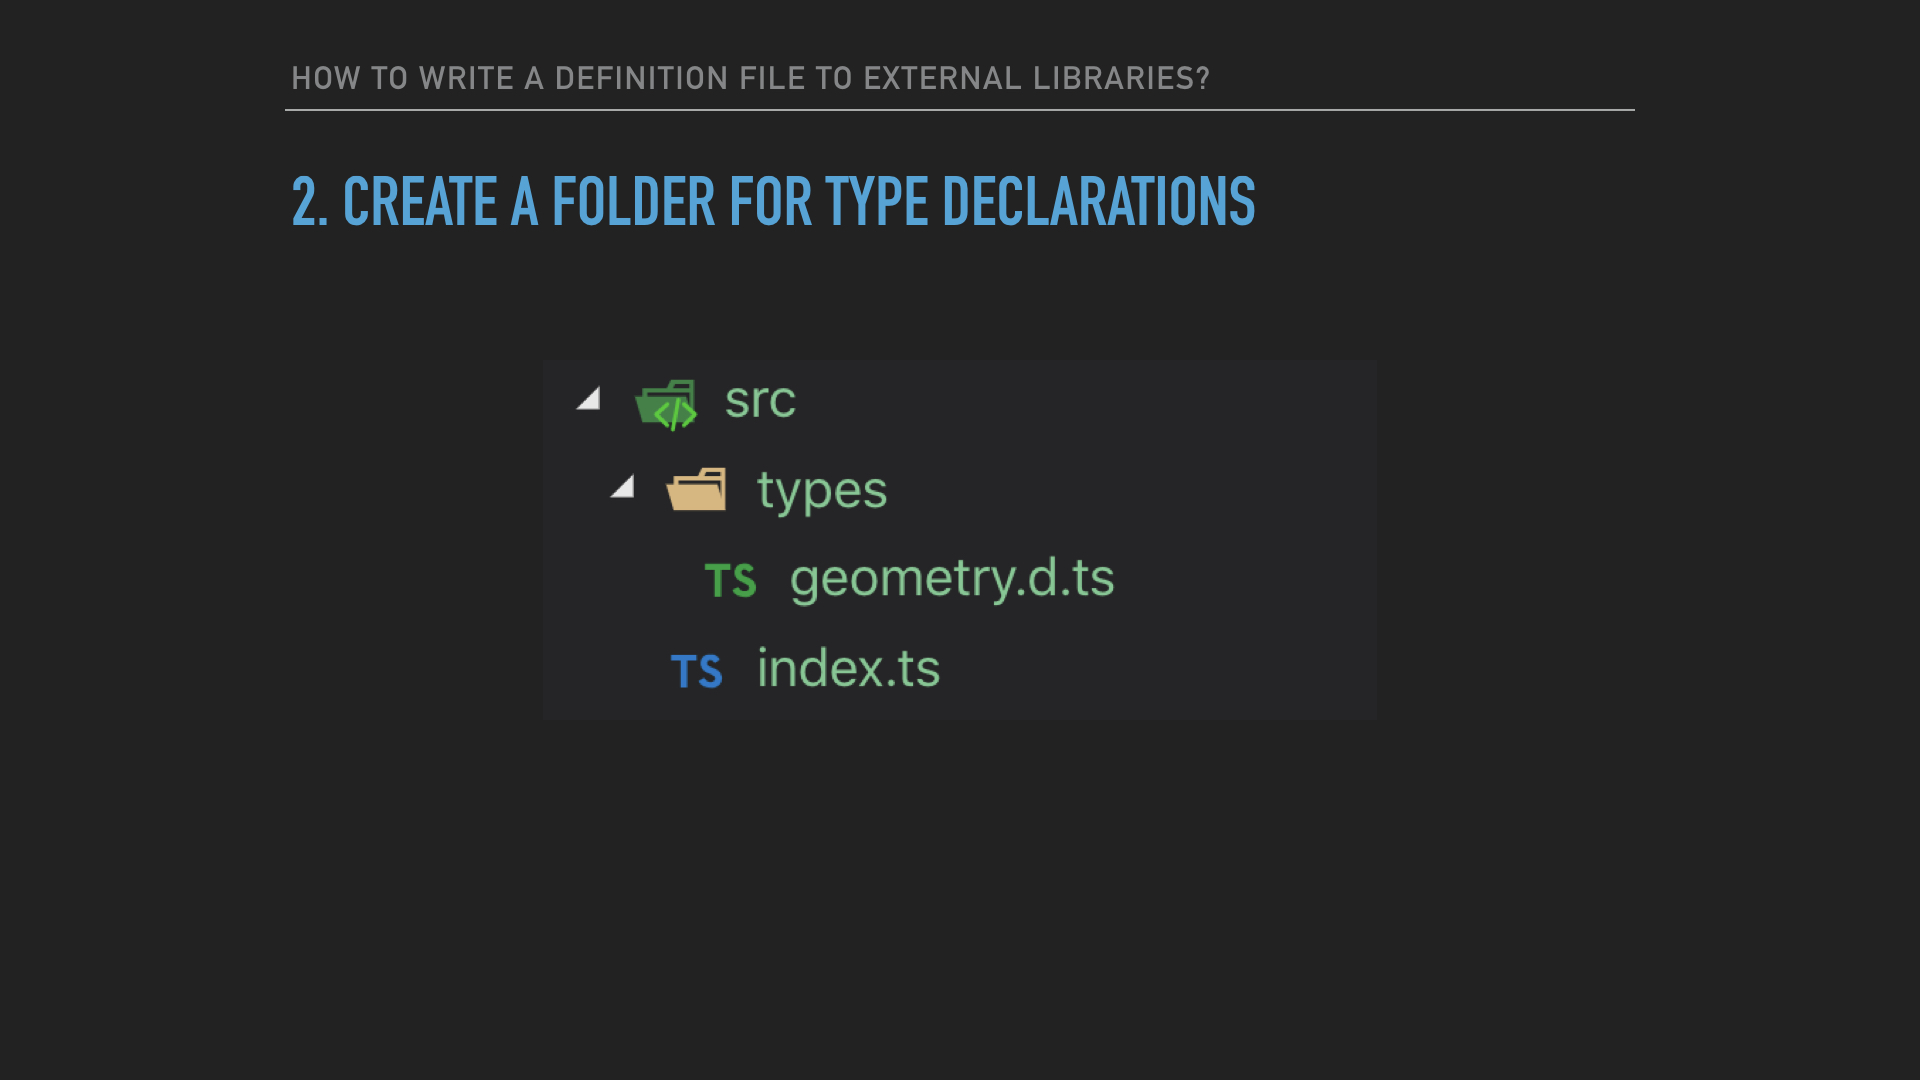 HOW TO WRITE A DEFINITION FILE TO EXTERNAL LIBRARIES?
2. CREATE A FOLDER FOR TYPE DECLARATIONS
</> src
types
TS geometry.d.ts
TS index.ts